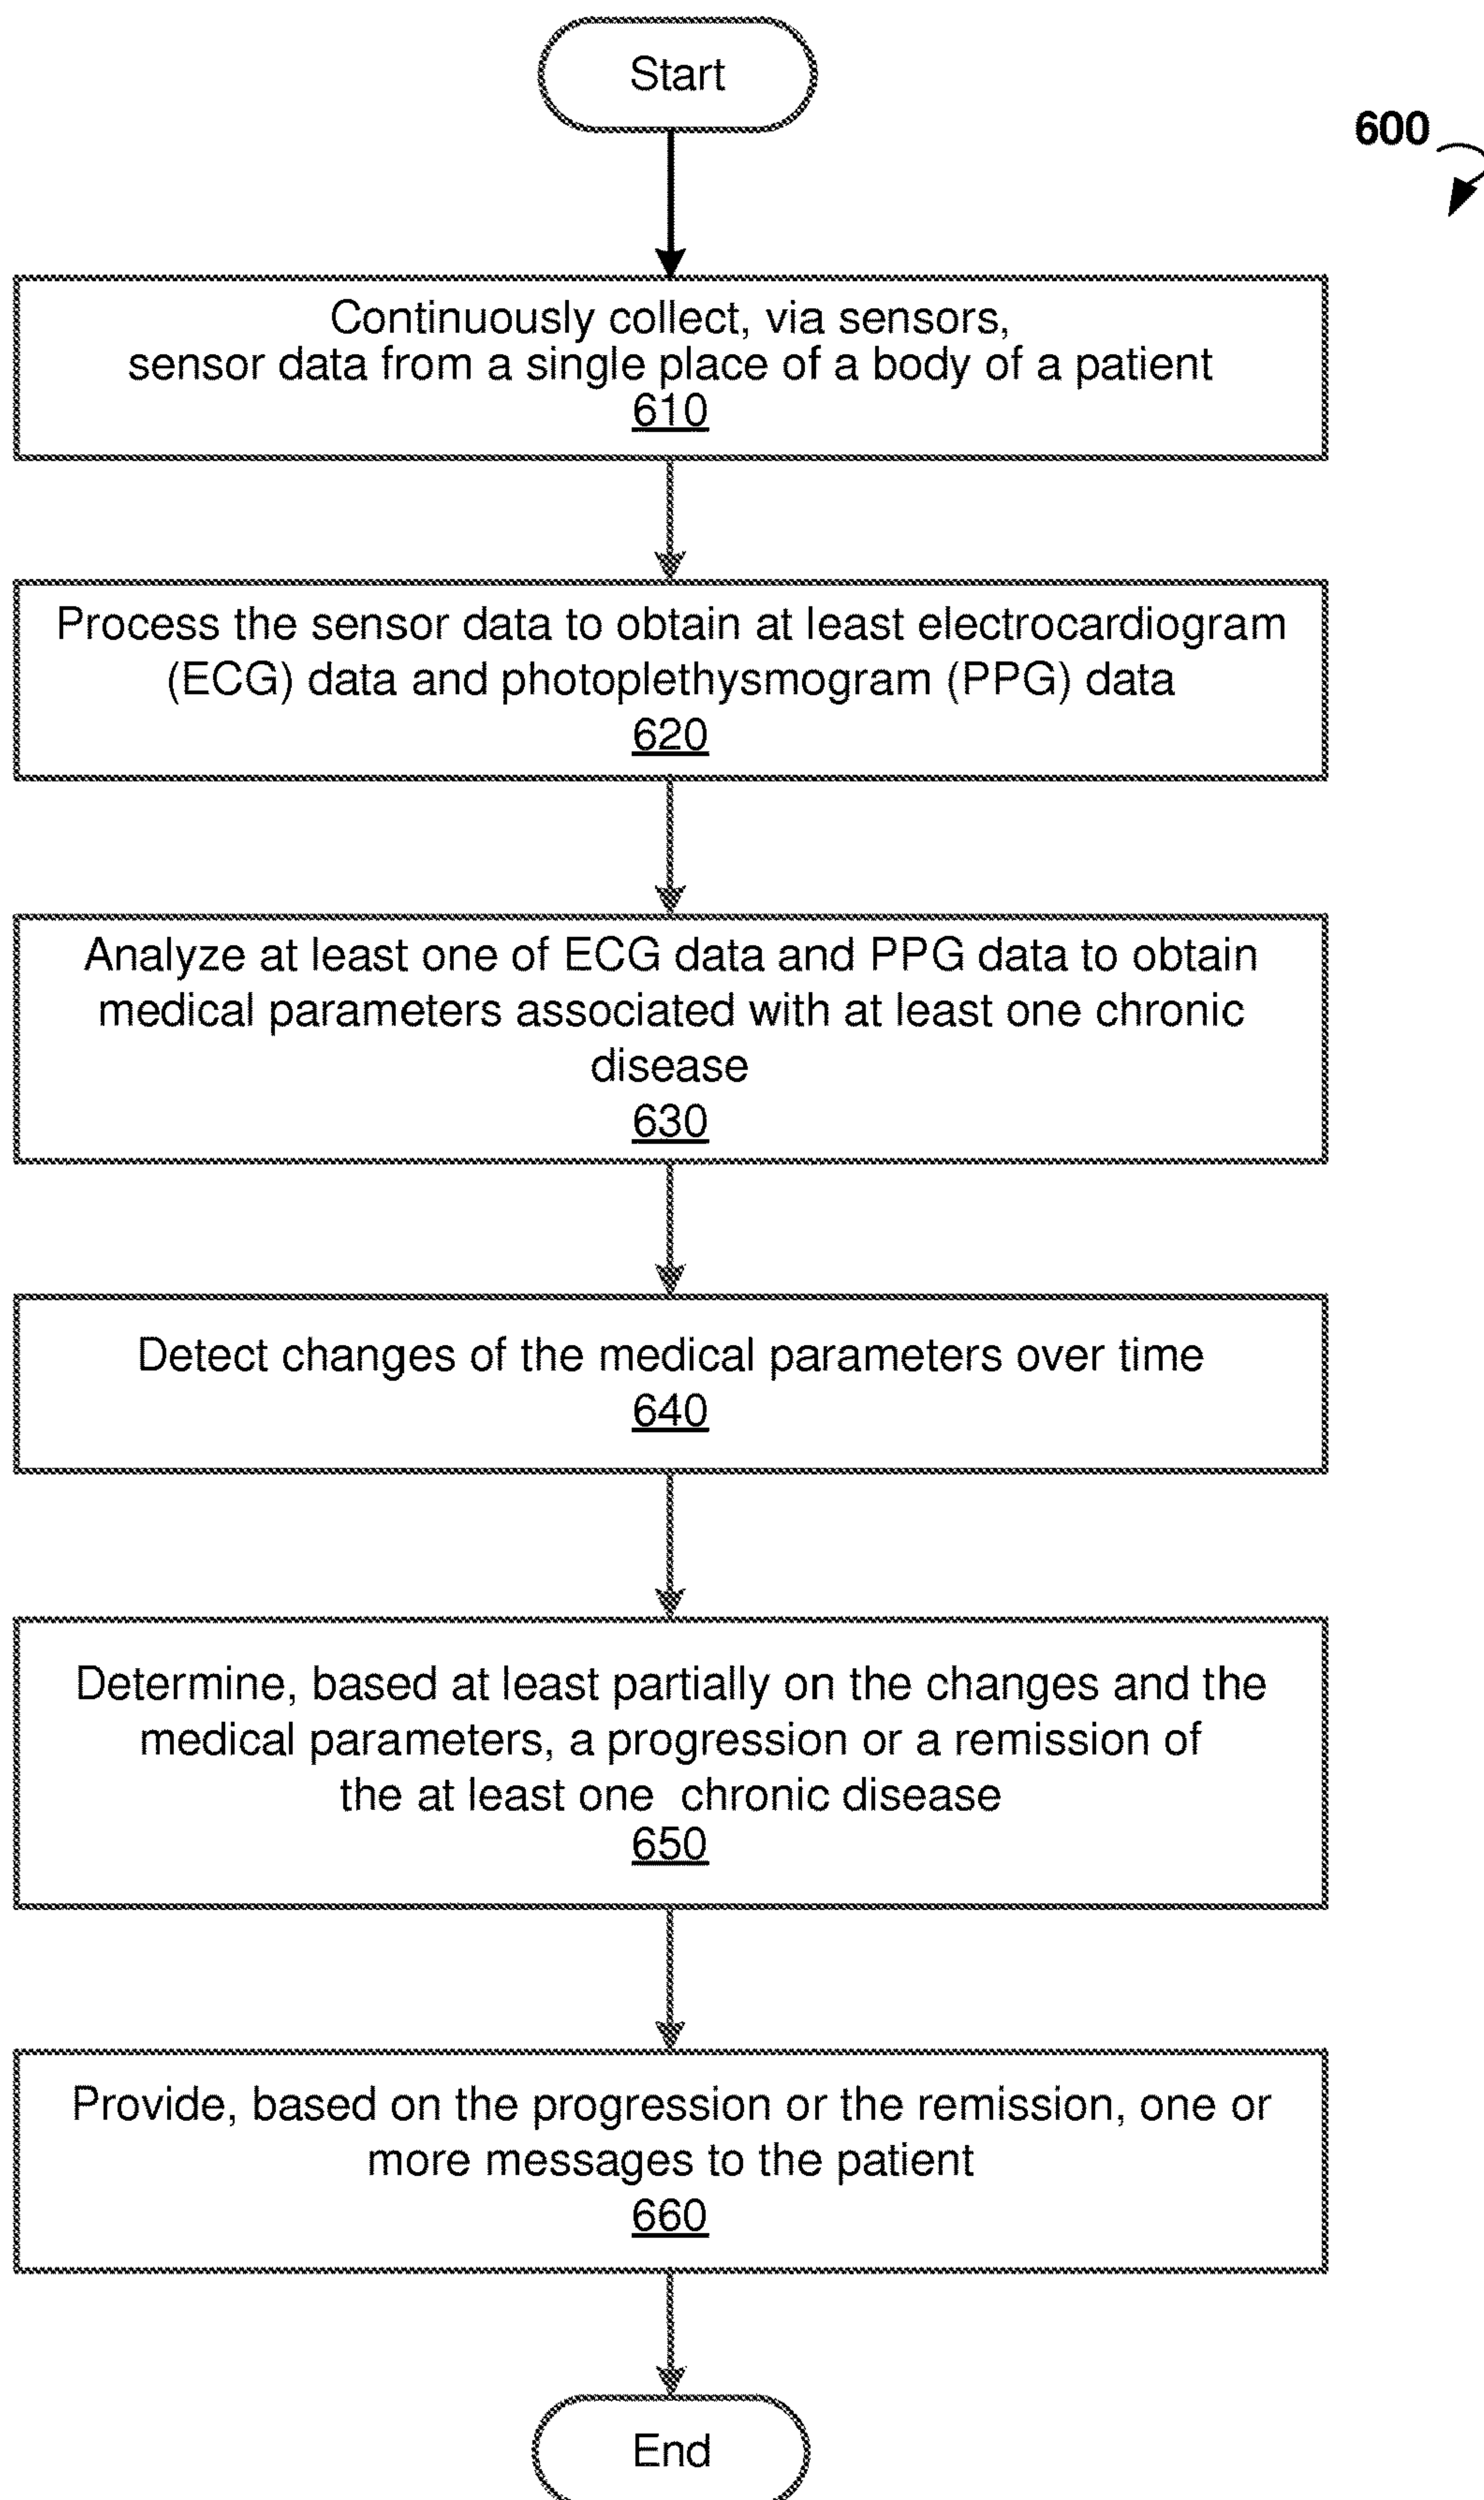 Start
600
Continuously collect, via sensors,
sensor data from a single place of a body of a patient
610
Process the sensor data to obtain at least electrocardiogram
(ECG) data and photoplethysmogram (PPG) data
620
Analyze at least one of ECG data and PPG data to obtain
medical parameters associated with at least one chronic
disease
630
Detect changes of the medical parameters over time
640
Determine, based at least partially on the changes and the
medical parameters, a progression or a remission of
the at least one chronic disease
650
Provide, based on the progression or the remission, one or
more messages to the patient
660
End